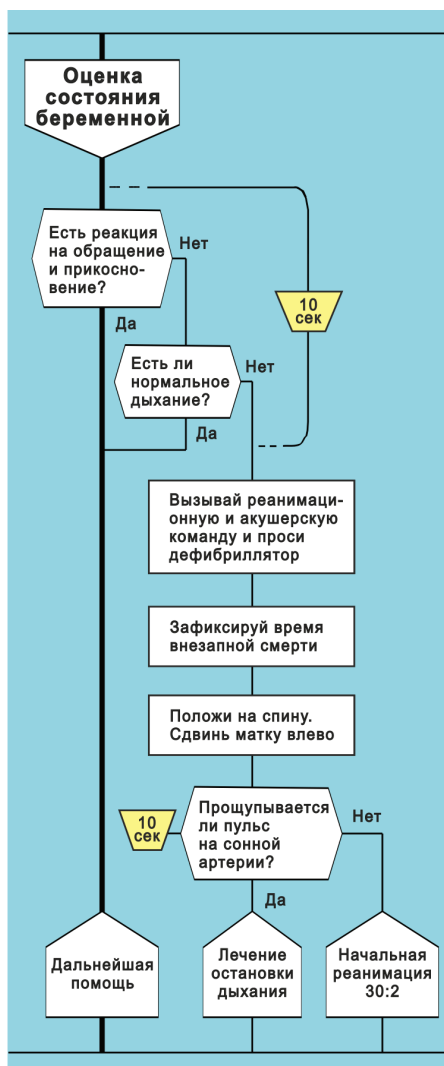 Оценка
состояния
беременной
Есть реакция
на обращение
и прикосно-
вение?
Нет
10
сек
Да
Есть ли
нормальное
дыхание?
Нет
Да
Вызывай реанимаци-
онную и акушерскую
команду и проси
дефибриллятор
Зафиксируй время
внезапной смерти
Положи на спину.
Сдвинь матку влево
10
сек
Прощупывается
ли пульс
на сонной
артерии?
Нет
Да
Дальнейшая
помощь
Лечение
остановки
дыхания
Начальная
реанимация
30:2